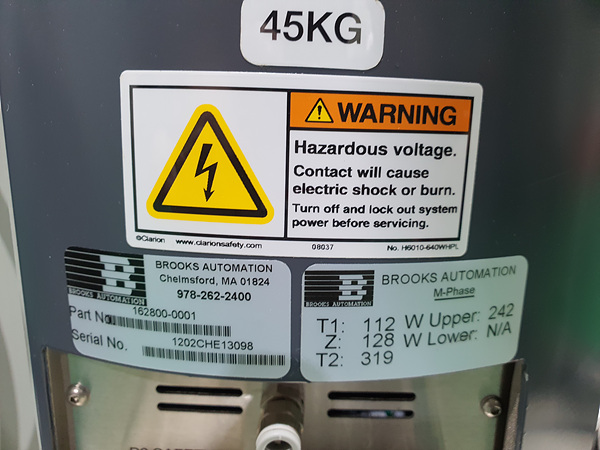 45KG
WARNING
Hazardous voltage.
Contact will cause
electric shock or burn.
Turn off and lock out system
power before servicing.
©Clarion www.clarionsafety.com 08037 No. H6010-640WHPL
B
BROOKS AUTOMATION
BROOKS AUTOMATION
Chelmsford, MA 01824
978-262-2400
Part No. 162800-0001
Serial No. 1202CHE13098
B
BROOKS AUTOMATION
BROOKS AUTOMATION
M-Phase
T1: 112 W Upper: 242
Z: 128 W Lower: N/A
T2: 319